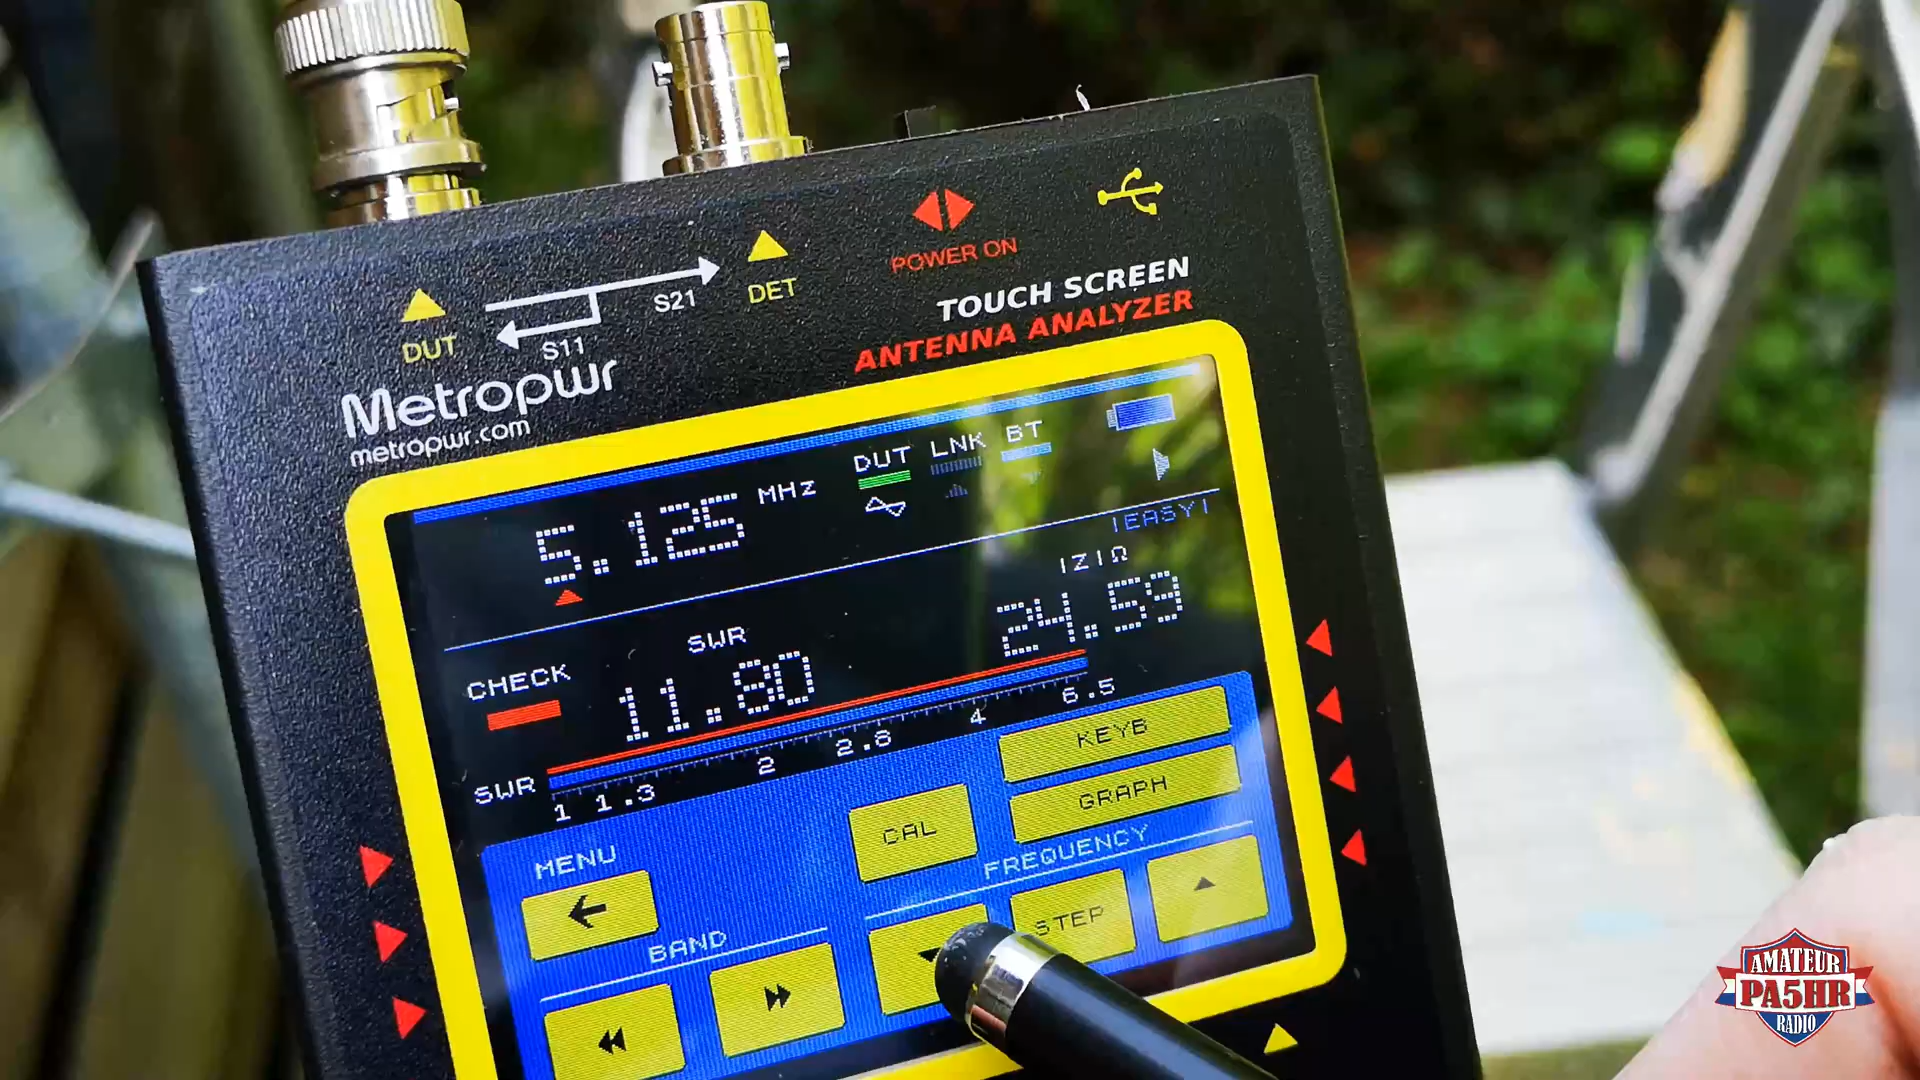 POWER ON
DUT
S11
S21
DET
TOUCH SCREEN
ANTENNA ANALYZER
Metropwr
metropwr.com
5.125 MHz
DUT LNK BT
|EASY|
CHECK
SWR
11.80
|Z|Ω
24.59
SWR
1 1.3 2 2.8 4 6.5
KEYB
GRAPH
MENU
CAL
FREQUENCY
STEP
BAND
AMATEUR
PA5HR
RADIO